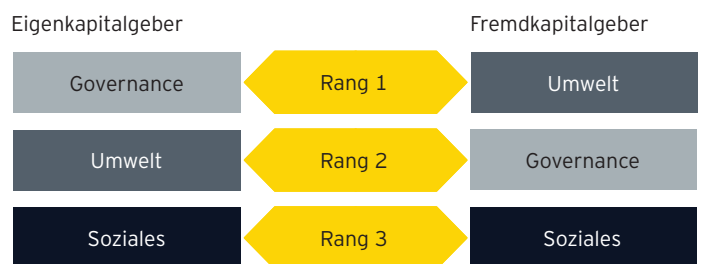 Eigenkapitalgeber Fremdkapitalgeber
Governance Rang 1 Umwelt
Umwelt Rang 2 Governance
Soziales Rang 3 Soziales